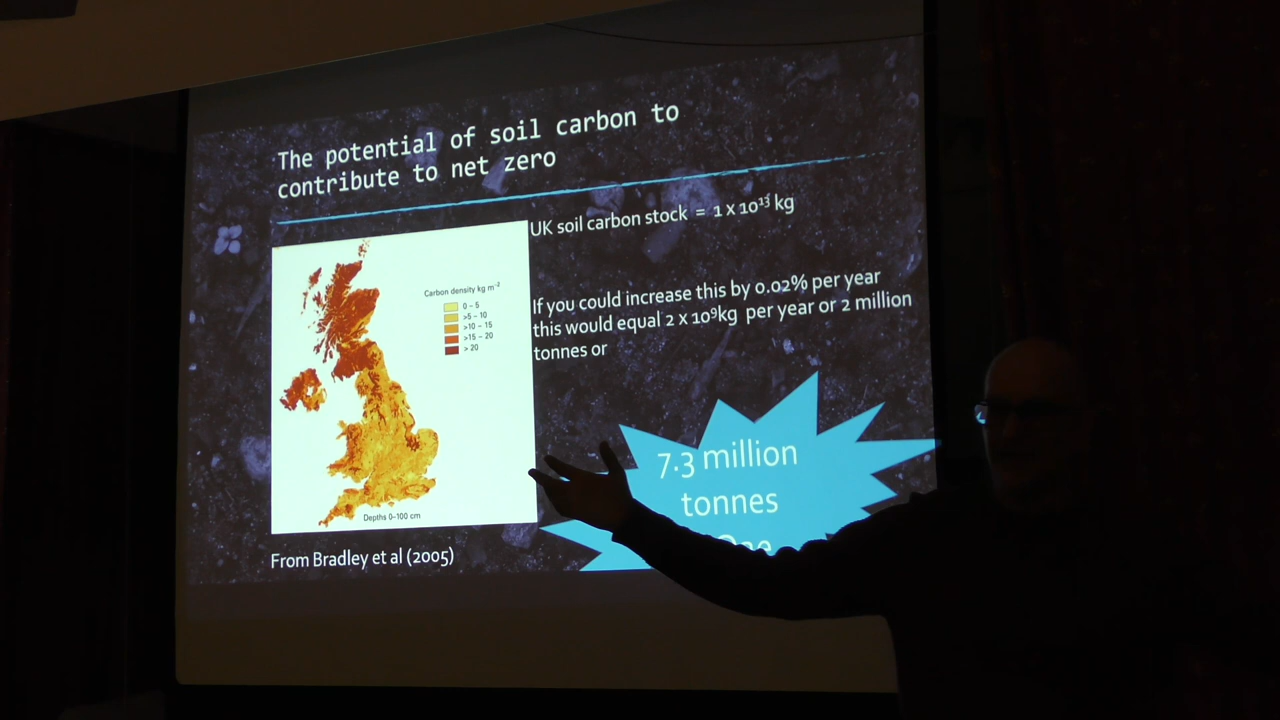 The potential of soil carbon to
contribute to net zero
UK soil carbon stock = 1 x 10¹³ kg
If you could increase this by 0.02% per year
this would equal 2 x 10⁹kg per year or 2 million
tonnes or
Carbon density kg m⁻²
0 – 5
>5 – 10
>10 – 15
>15 – 20
> 20
Depths 0–100 cm
From Bradley et al (2005)
7.3 million
tonnes